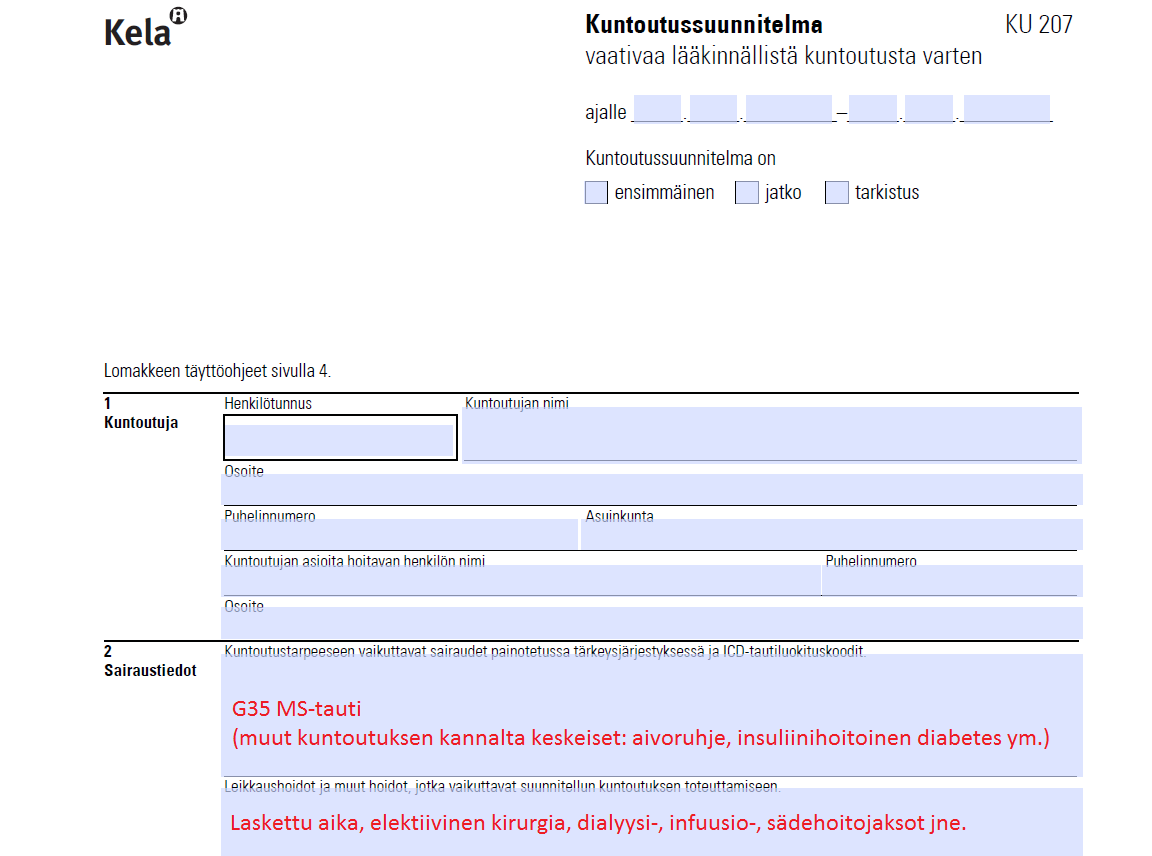 Kela
Kuntoutussuunnitelma KU 207
vaativaa lääkinnällistä kuntoutusta varten
ajalle . . – . .
Kuntoutussuunnitelma on
ensimmäinen jatko tarkistus
Lomakkeen täyttöohjeet sivulla 4.
1 Henkilötunnus Kuntoutujan nimi
Kuntoutuja
Osoite
Puhelinnumero Asuinkunta
Kuntoutujan asioita hoitavan henkilön nimi Puhelinnumero
Osoite
2 Kuntoutustarpeeseen vaikuttavat sairaudet painotetussa tärkeysjärjestyksessä ja ICD-tautiluokituskoodit.
Sairaustiedot
G35 MS-tauti
(muut kuntoutuksen kannalta keskeiset: aivoruhje, insuliinihoitoinen diabetes ym.)
Leikkaushoidot ja muut hoidot, jotka vaikuttavat suunnitellun kuntoutuksen toteuttamiseen.
Laskettu aika, elektiivinen kirurgia, dialyysi-, infuusio-, sädehoitojaksot jne.